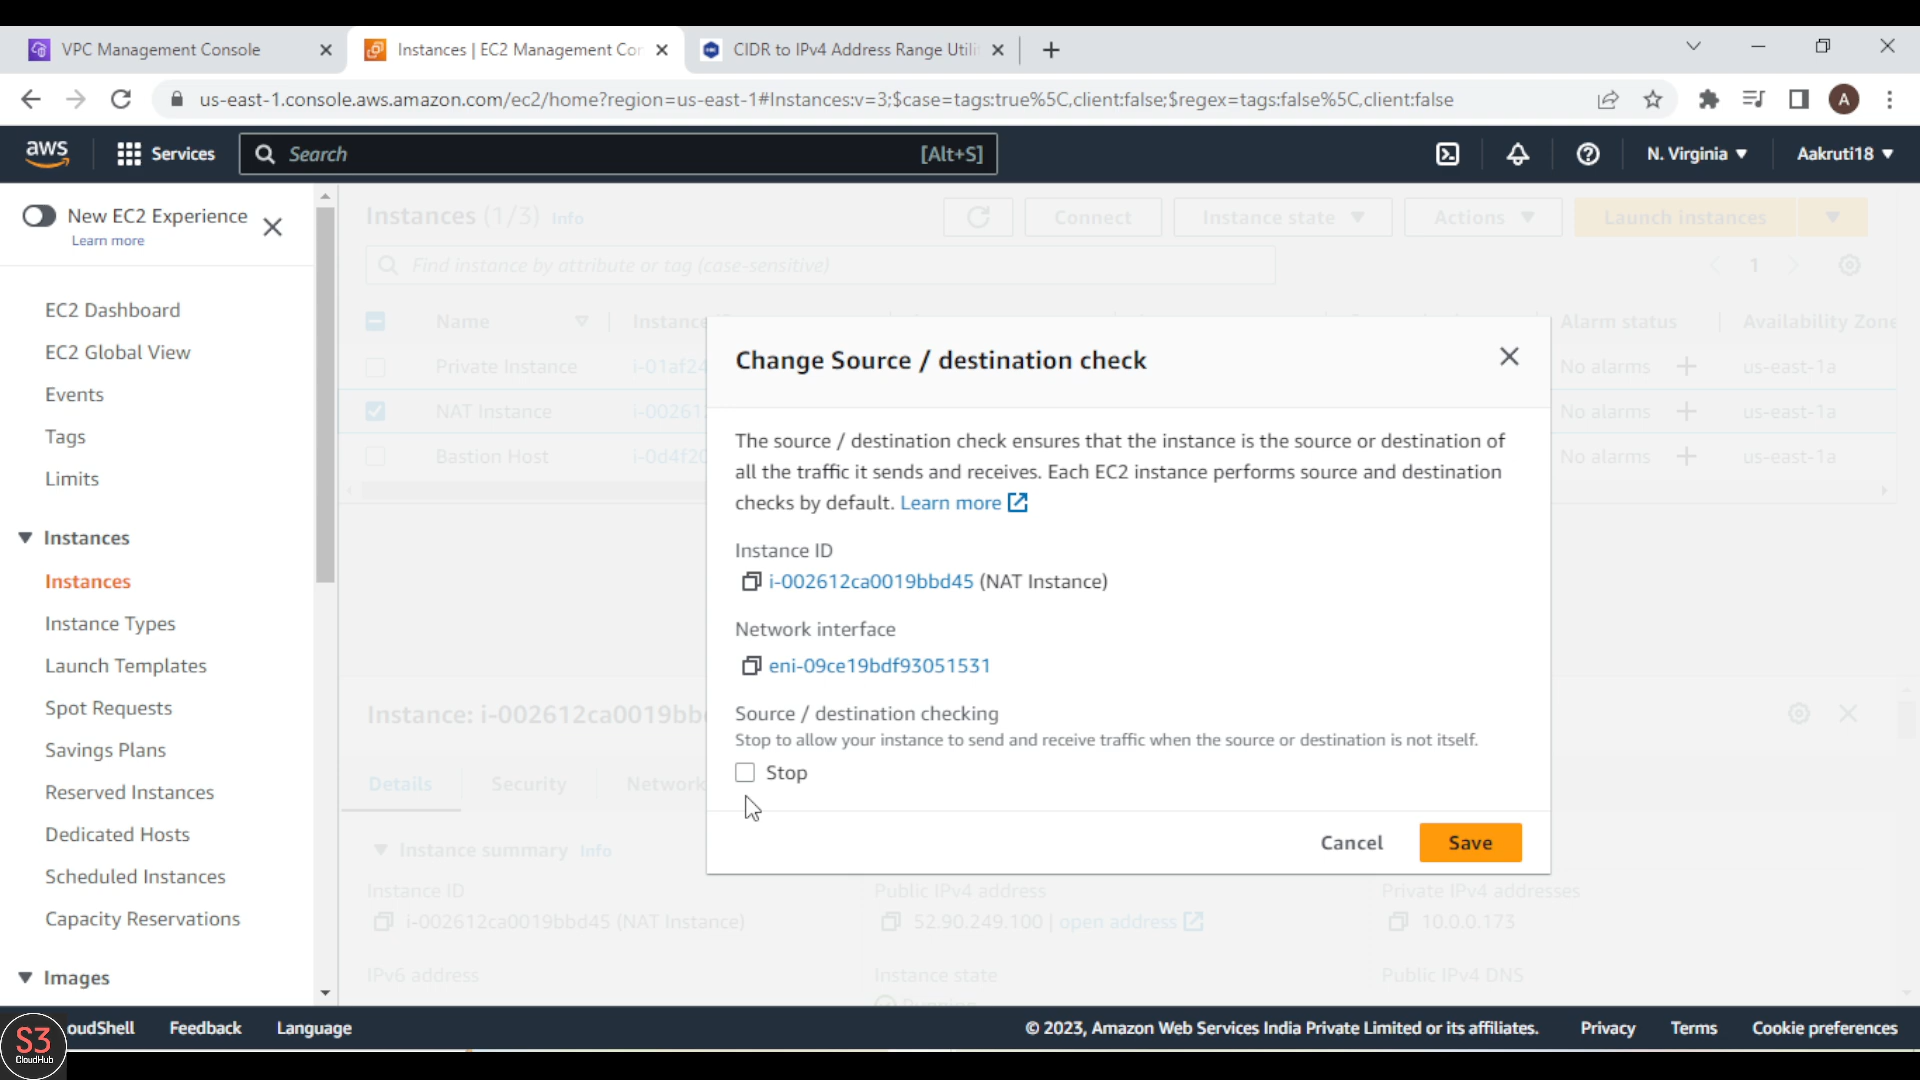 VPC Management Console
Instances | EC2 Management Con
CIDR to IPv4 Address Range Utili
us-east-1.console.aws.amazon.com/ec2/home?region=us-east-1#Instances:v=3;$case=tags:true%5C,client:false;$regex=tags:false%5C,client:false
A
aws
Services
Search
[Alt+S]
N. Virginia
Aakruti18
New EC2 Experience
Learn more
EC2 Dashboard
EC2 Global View
Events
Tags
Limits
Instances
Instances
Instance Types
Launch Templates
Spot Requests
Savings Plans
Reserved Instances
Dedicated Hosts
Scheduled Instances
Capacity Reservations
Images
Instances (1/3) Info
Connect
Instance state
Actions
Launch instances
Find instance by attribute or tag (case-sensitive)
1
Name
Instance
Alarm status
Availability Zone
Private Instance
i-01af24
No alarms
us-east-1a
NAT Instance
i-00261
No alarms
us-east-1a
Bastion Host
i-0d4f20
No alarms
us-east-1a
Change Source / destination check
The source / destination check ensures that the instance is the source or destination of
all the traffic it sends and receives. Each EC2 instance performs source and destination
checks by default. Learn more
Instance ID
i-002612ca0019bbd45 (NAT Instance)
Network interface
eni-09ce19bdf93051531
Source / destination checking
Stop to allow your instance to send and receive traffic when the source or destination is not itself.
Stop
Cancel
Save
Instance: i-002612ca0019bb
Details
Security
Network
Instance summary Info
Instance ID
i-002612ca0019bbd45 (NAT Instance)
Public IPv4 address
52.90.249.100 | open address
Private IPv4 addresses
10.0.0.173
IPv6 address
Instance state
Running
Public IPv4 DNS
S3
CloudHub
oudShell
Feedback
Language
© 2023, Amazon Web Services India Private Limited or its affiliates.
Privacy
Terms
Cookie preferences